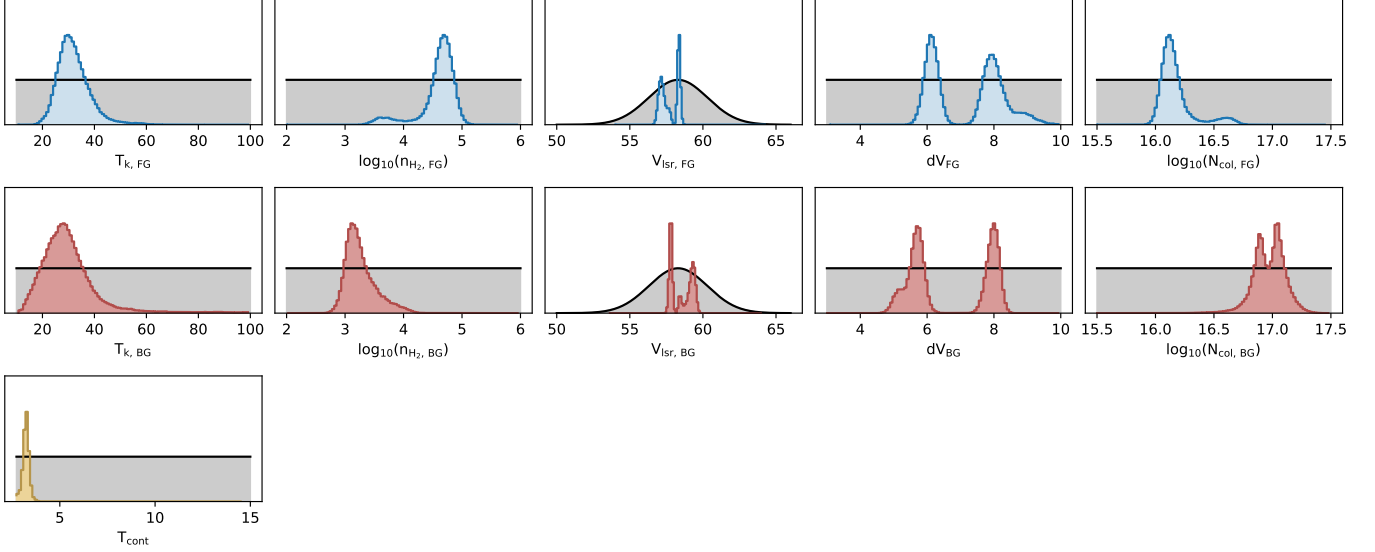 20 40 60 80 100
T_k, FG
2 3 4 5 6
log10(n_H2, FG)
50 55 60 65
V_lsr, FG
4 6 8 10
dV_FG
15.5 16.0 16.5 17.0 17.5
log10(N_col, FG)
20 40 60 80 100
T_k, BG
2 3 4 5 6
log10(n_H2, BG)
50 55 60 65
V_lsr, BG
4 6 8 10
dV_BG
15.5 16.0 16.5 17.0 17.5
log10(N_col, BG)
5 10 15
T_cont